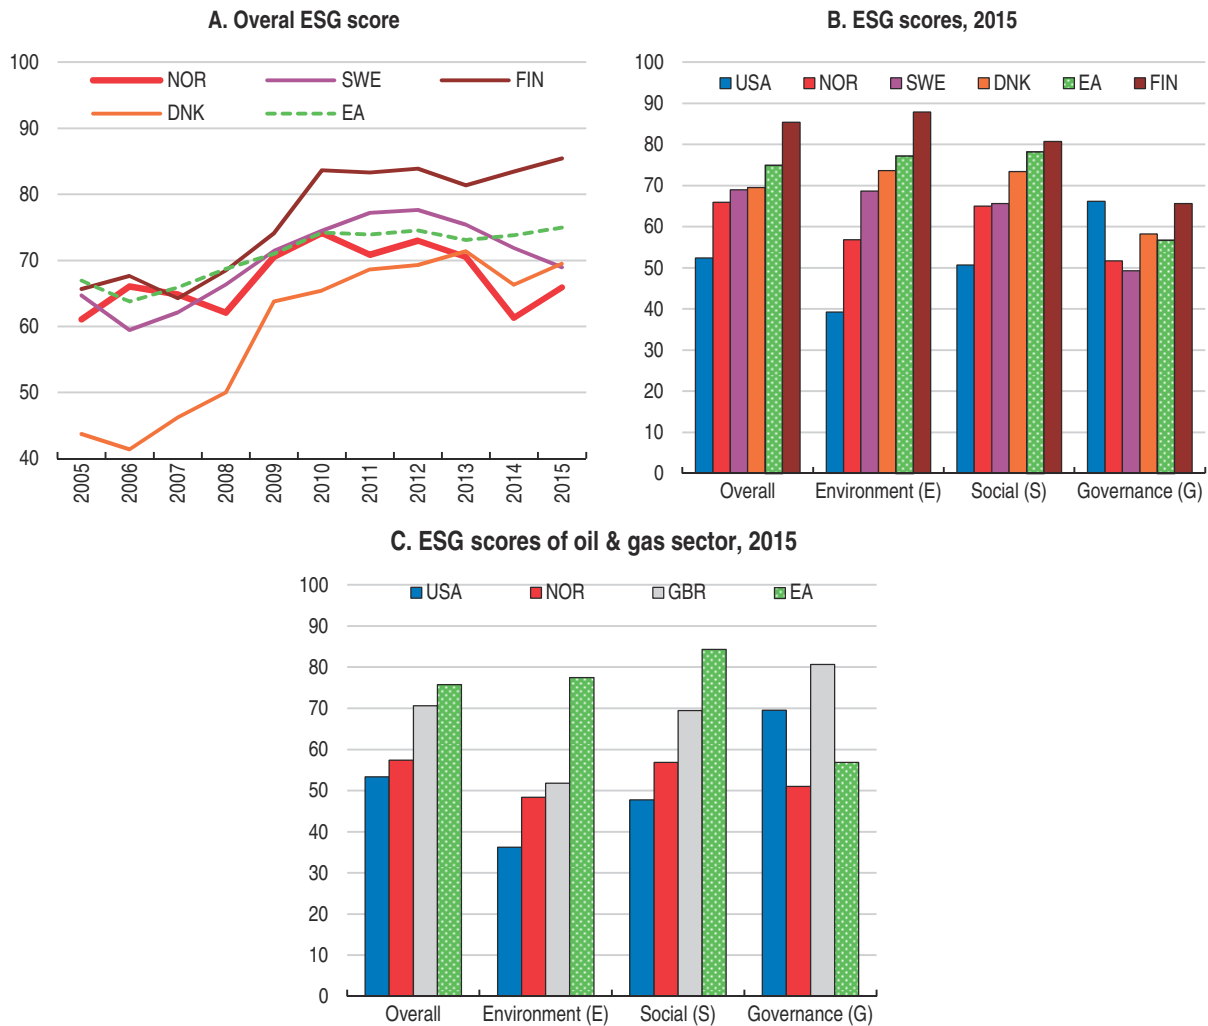 A. Overal ESG score
100
NOR SWE FIN
DNK EA
90
80
70
60
50
40
2005 2006 2007 2008 2009 2010 2011 2012 2013 2014 2015
B. ESG scores, 2015
100
USA NOR SWE DNK EA FIN
90
80
70
60
50
40
30
20
10
0
Overall Environment (E) Social (S) Governance (G)
C. ESG scores of oil & gas sector, 2015
100
USA NOR GBR EA
90
80
70
60
50
40
30
20
10
0
Overall Environment (E) Social (S) Governance (G)